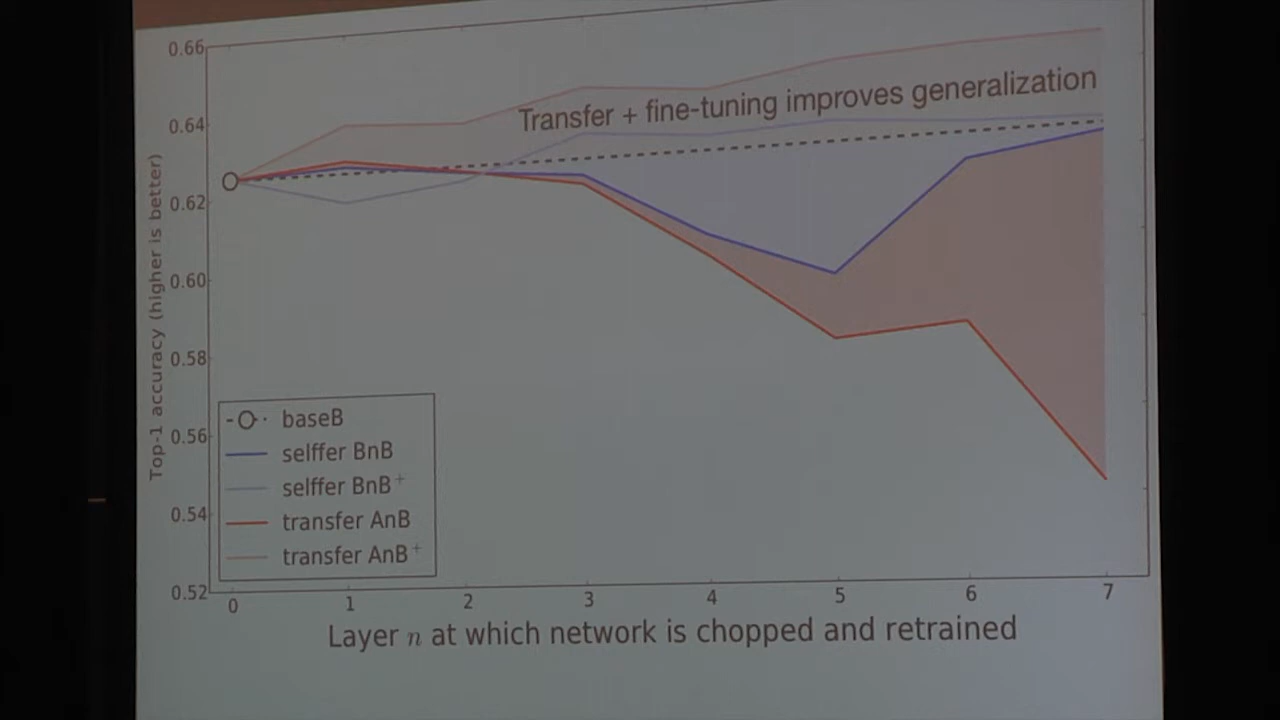 0.66
Transfer + fine-tuning improves generalization
0.64
0.62
0.60
0.58
0.56
0.54
0.52
Top-1 accuracy (higher is better)
baseB
selffer BnB
selffer BnB+
transfer AnB
transfer AnB+
0 1 2 3 4 5 6 7
Layer n at which network is chopped and retrained